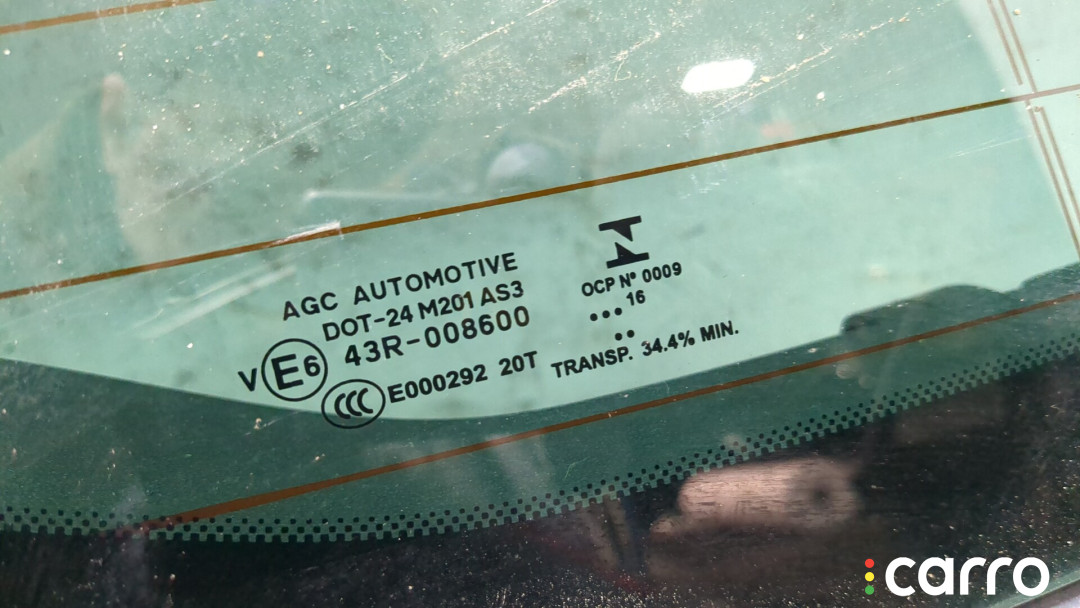 AGC AUTOMOTIVE
DOT-24 M201 AS3
43R-008600
V E6
CCC E000292 20T
OCP Nº 0009
•••16
••
TRANSP. 34.4% MIN.
carro